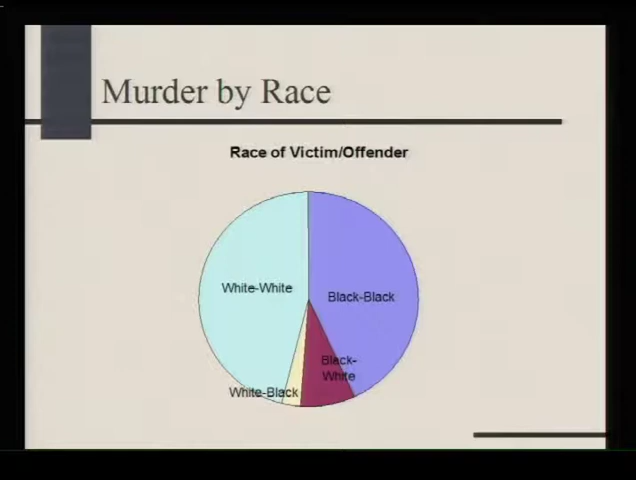 Murder by Race
Race of Victim/Offender
White-White
Black-Black
Black-
White
White-Black